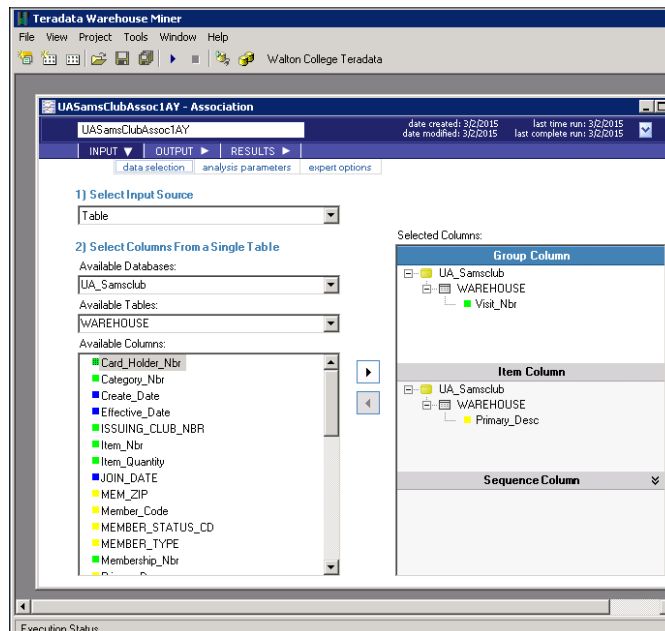 Teradata Warehouse Miner
File View Project Tools Window Help
Walton College Teradata
UASamsClubAssoc1AY - Association
UASamsClubAssoc1AY
date created: 3/2/2015 last time run: 3/2/2015
date modified: 3/2/2015 last complete run: 3/2/2015
INPUT OUTPUT RESULTS
data selection analysis parameters expert options
1) Select Input Source
Table
2) Select Columns From a Single Table
Available Databases:
UA_Samsclub
Available Tables:
WAREHOUSE
Available Columns:
Card_Holder_Nbr
Category_Nbr
Create_Date
Effective_Date
ISSUING_CLUB_NBR
Item_Nbr
Item_Quantity
JOIN_DATE
MEM_ZIP
Member_Code
MEMBER_STATUS_CD
MEMBER_TYPE
Membership_Nbr
Selected Columns:
Group Column
UA_Samsclub
WAREHOUSE
Visit_Nbr
Item Column
UA_Samsclub
WAREHOUSE
Primary_Desc
Sequence Column
Execution Status